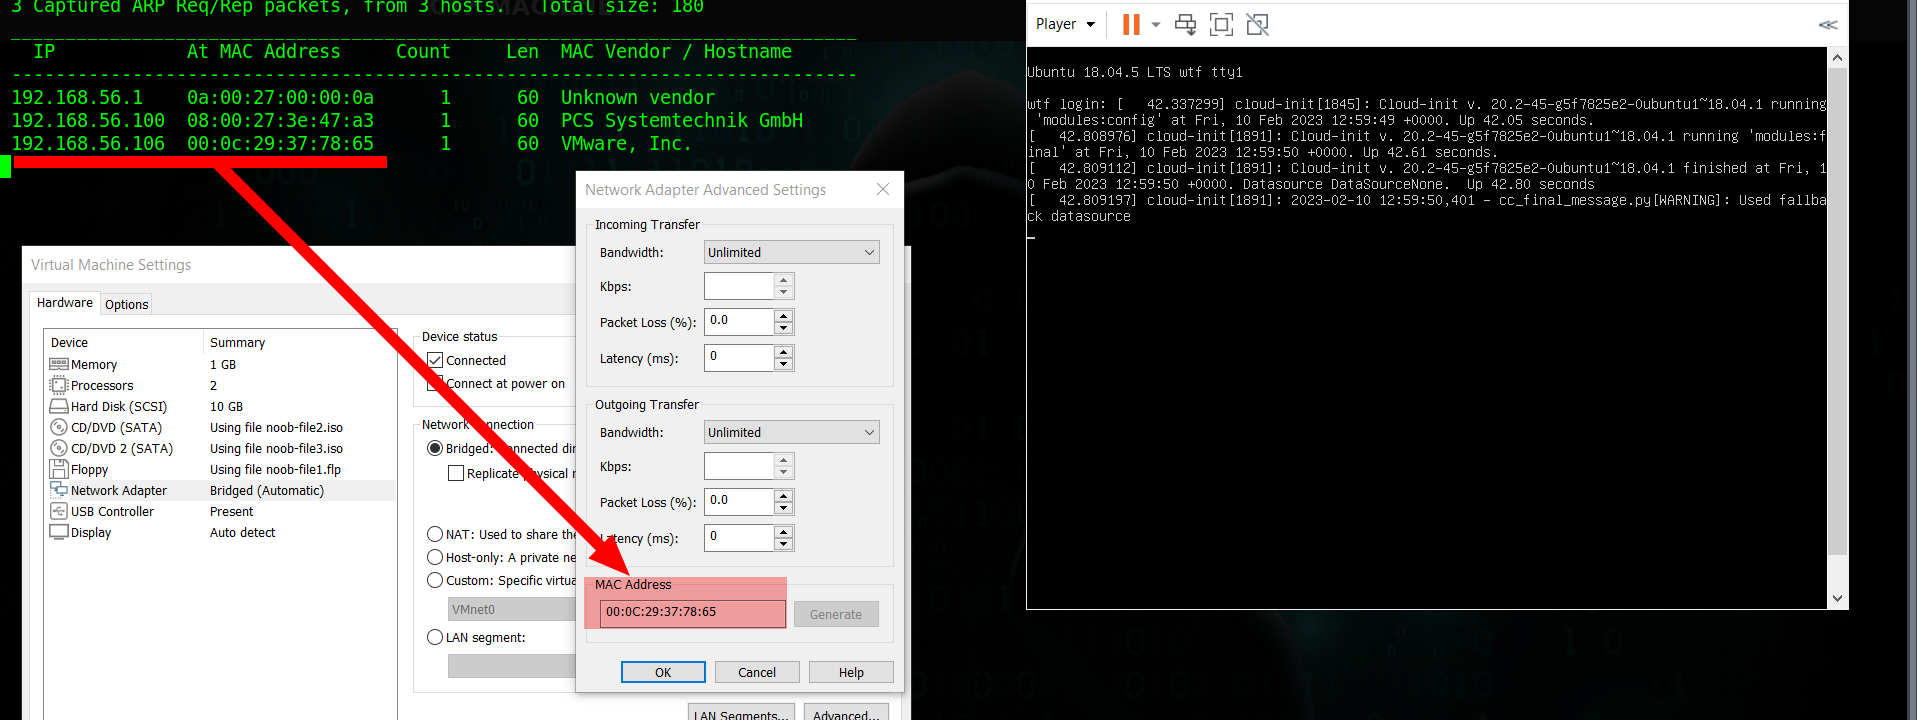 3 Captured ARP Req/Rep packets, from 3 hosts.   Total size: 180
IP            At MAC Address     Count     Len  MAC Vendor / Hostname
192.168.56.1    0a:00:27:00:00:0a      1      60  Unknown vendor
192.168.56.100  08:00:27:3e:47:a3      1      60  PCS Systemtechnik GmbH
192.168.56.106  00:0c:29:37:78:65      1      60  VMware, Inc.
Virtual Machine Settings
Hardware
Options
Device Summary
Memory 1 GB
Processors 2
Hard Disk (SCSI) 10 GB
CD/DVD (SATA) Using file noob-file2.iso
CD/DVD 2 (SATA) Using file noob-file3.iso
Floppy Using file noob-file1.flp
Network Adapter Bridged (Automatic)
USB Controller Present
Display Auto detect
Device status
Connected
Connect at power on
Network connection
Bridged: Connected dir
Replicate physical n
NAT: Used to share the
Host-only: A private ne
Custom: Specific virtua
VMnet0
LAN segment:
LAN Segments...
Advanced...
Network Adapter Advanced Settings
Incoming Transfer
Bandwidth: Unlimited
Kbps:
Packet Loss (%): 0.0
Latency (ms): 0
Outgoing Transfer
Bandwidth: Unlimited
Kbps:
Packet Loss (%): 0.0
Latency (ms): 0
MAC Address
00:0C:29:37:78:65
Generate
OK
Cancel
Help
Player
Ubuntu 18.04.5 LTS wtf tty1
wtf login: [   42.337299] cloud-init[1845]: Cloud-init v. 20.2-45-g5f7825e2-0ubuntu1~18.04.1 running
'modules:config' at Fri, 10 Feb 2023 12:59:49 +0000. Up 42.05 seconds.
[   42.808976] cloud-init[1891]: Cloud-init v. 20.2-45-g5f7825e2-0ubuntu1~18.04.1 running 'modules:f
inal' at Fri, 10 Feb 2023 12:59:50 +0000. Up 42.61 seconds.
[   42.809112] cloud-init[1891]: Cloud-init v. 20.2-45-g5f7825e2-0ubuntu1~18.04.1 finished at Fri, 1
0 Feb 2023 12:59:50 +0000. Datasource DataSourceNone.  Up 42.80 seconds
[   42.809197] cloud-init[1891]: 2023-02-10 12:59:50,401 - cc_final_message.py[WARNING]: Used fallba
ck datasource